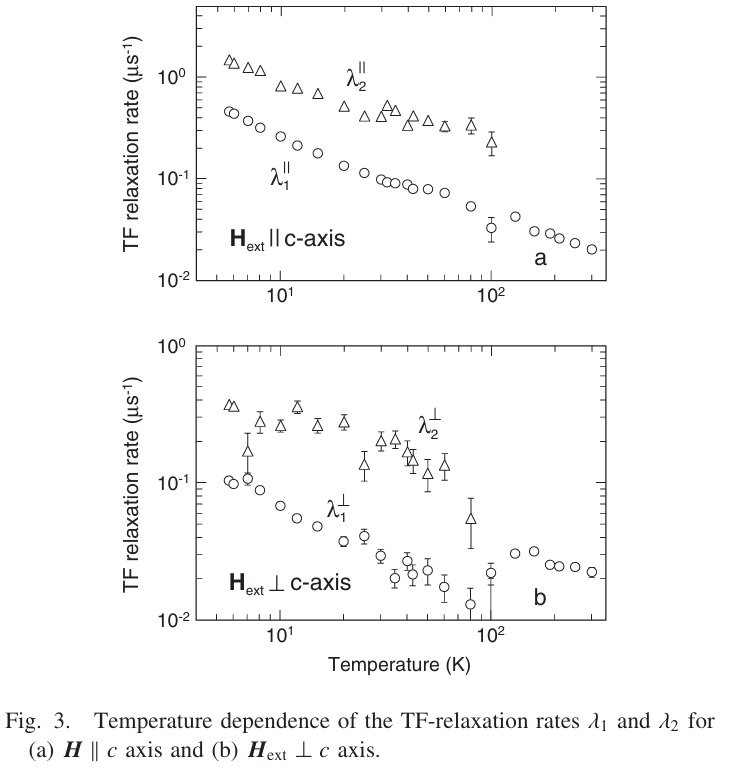 10⁰
10⁻¹
10⁻²
TF relaxation rate (μs⁻¹)
λ₂^||
λ₁^||
H_ext || c-axis
a
10¹
10²
10⁰
10⁻¹
10⁻²
TF relaxation rate (μs⁻¹)
λ₂^⊥
λ₁^⊥
H_ext ⊥ c-axis
b
10¹
10²
Temperature (K)
Fig. 3. Temperature dependence of the TF-relaxation rates λ₁ and λ₂ for
(a) H ∥ c axis and (b) H_ext ⊥ c axis.